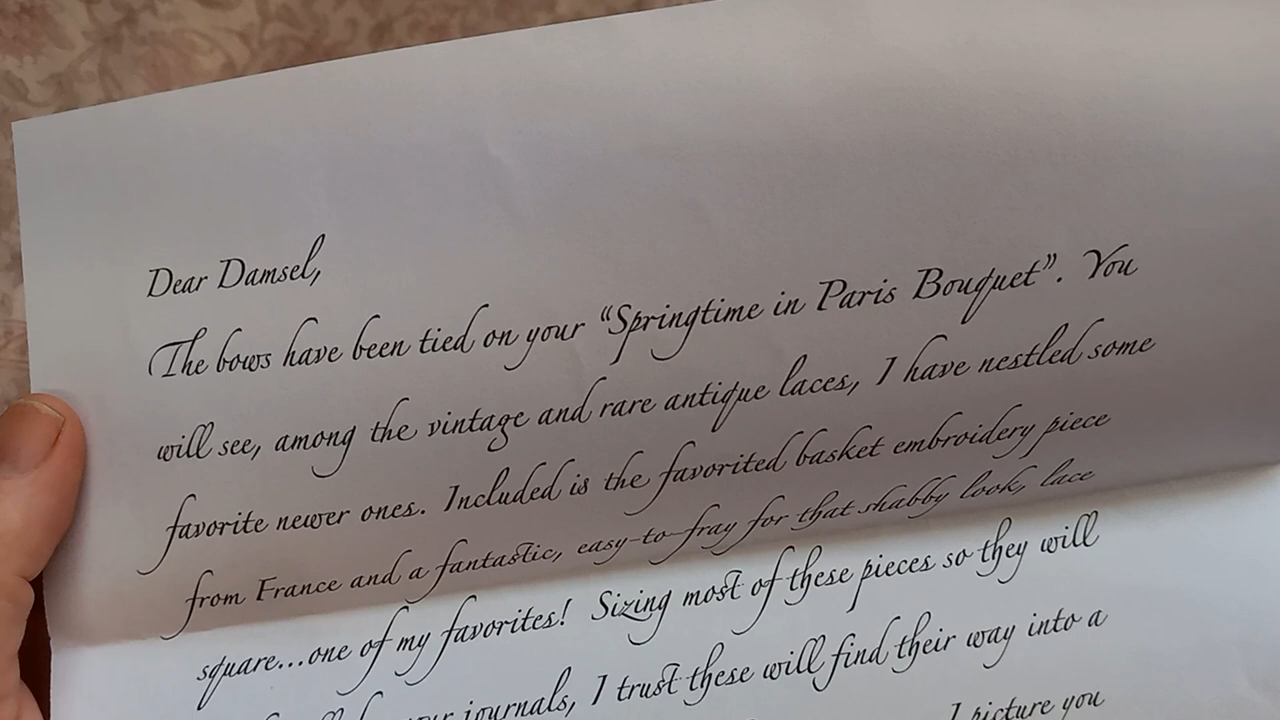 Dear Damsel,
The bows have been tied on your “Springtime in Paris Bouquet”. You
will see, among the vintage and rare antique laces, I have nestled some
favorite newer ones. Included is the favorited basket embroidery piece
from France and a fantastic, easy-to-fray for that shabby look, lace
square...one of my favorites! Sizing most of these pieces so they will
journals, I trust these will find their way into a
I picture you